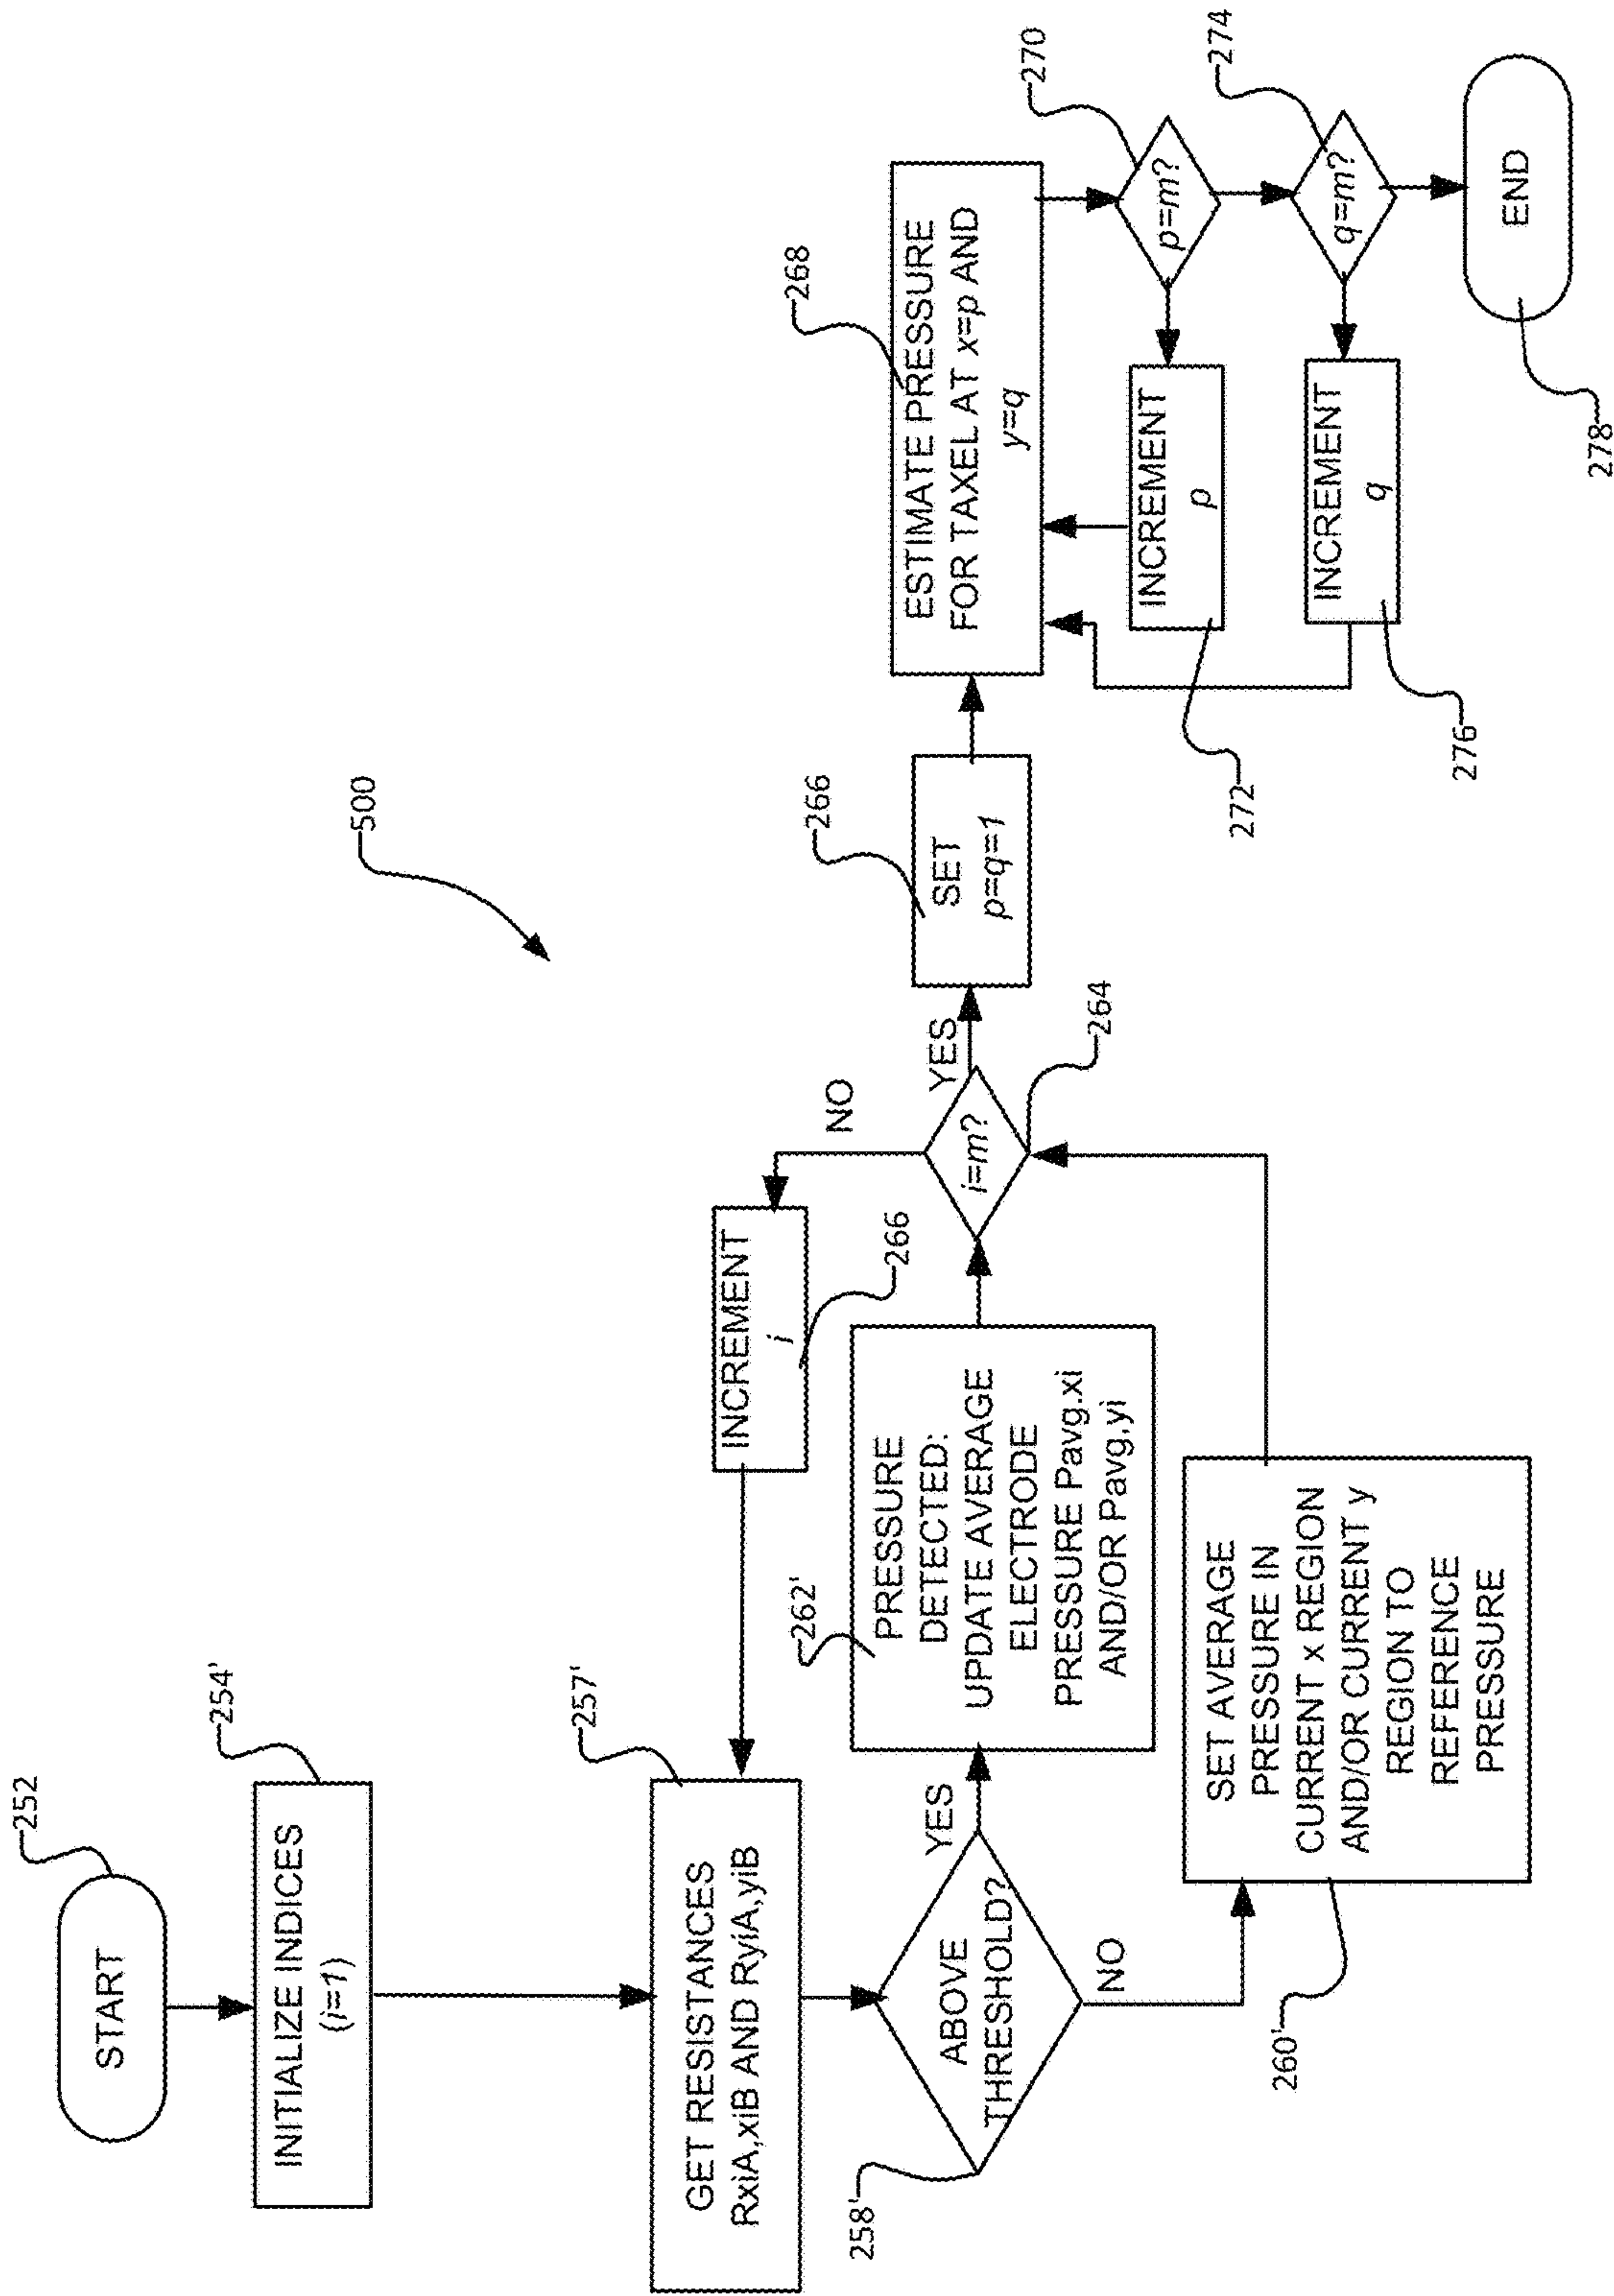 500
252
START
254'
INITIALIZE INDICES
(i=1)
257'
GET RESISTANCES
RxiA,xiB AND RyiA,yiB
258'
ABOVE
THRESHOLD?
YES
NO
260'
SET AVERAGE
PRESSURE IN
CURRENT x REGION
AND/OR CURRENT y
REGION TO
REFERENCE
PRESSURE
262'
PRESSURE
DETECTED:
UPDATE AVERAGE
ELECTRODE
PRESSURE Pavg.xi
AND/OR Pavg,yi
264
i=m?
NO
YES
INCREMENT
i
266
266
SET
p=q=1
268
ESTIMATE PRESSURE
FOR TAXEL AT x=p AND
y=q
270
p=m?
INCREMENT
p
272
274
q=m?
INCREMENT
q
276
END
278